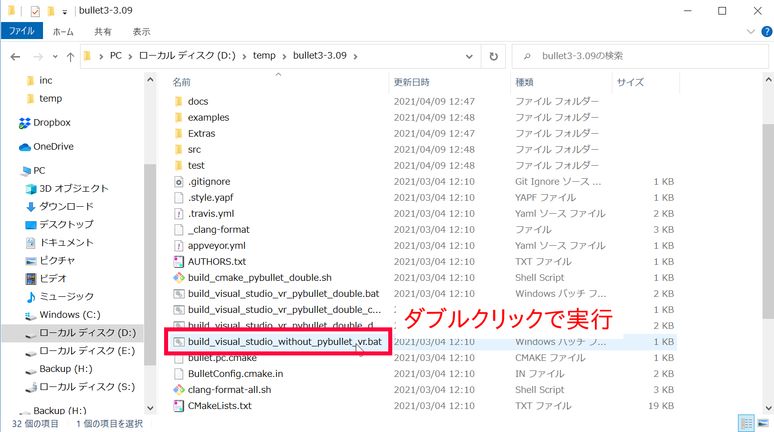 bullet3-3.09
ファイル ホーム 共有 表示
PC ローカル ディスク (D:) temp bullet3-3.09 bullet3-3.09の検索
名前 更新日時 種類 サイズ
inc
temp
Dropbox
OneDrive
PC
3D オブジェクト
ダウンロード
デスクトップ
ドキュメント
ピクチャ
ビデオ
ミュージック
Windows (C:)
ローカル ディスク (D:)
ローカル ディスク (E:)
Backup (H:)
ローカル ディスク (S:)
Backup (H:)
docs 2021/04/09 12:47 ファイル フォルダー
examples 2021/04/09 12:48 ファイル フォルダー
Extras 2021/04/09 12:48 ファイル フォルダー
src 2021/04/09 12:48 ファイル フォルダー
test 2021/04/09 12:48 ファイル フォルダー
.gitignore 2021/03/04 12:10 Git Ignore ソース ... 1 KB
.style.yapf 2021/03/04 12:10 YAPF ファイル 1 KB
.travis.yml 2021/03/04 12:10 Yaml ソース ファイル 2 KB
_clang-format 2021/03/04 12:10 ファイル 3 KB
appveyor.yml 2021/03/04 12:10 Yaml ソース ファイル 2 KB
AUTHORS.txt 2021/03/04 12:10 TXT ファイル 2 KB
build_cmake_pybullet_double.sh 2021/03/04 12:10 Shell Script 1 KB
build_visual_studio_vr_pybullet_double.bat 2021/03/04 12:10 Windows バッチ フ... 2 KB
build_visual_studio_vr_pybullet_double_c... 1 KB
build_visual_studio_vr_pybullet_double_d...
ダブルクリックで実行
build_visual_studio_without_pybullet_vr.bat 2021/03/04 12:10 Windows バッチ フ... 1 KB
bullet.pc.cmake 2021/03/04 12:10 CMAKE ファイル 1 KB
BulletConfig.cmake.in 2021/03/04 12:10 IN ファイル 2 KB
clang-format-all.sh 2021/03/04 12:10 Shell Script 1 KB
CMakeLists.txt 2021/03/04 12:10 TXT ファイル 19 KB
32 個の項目 1 個の項目を選択